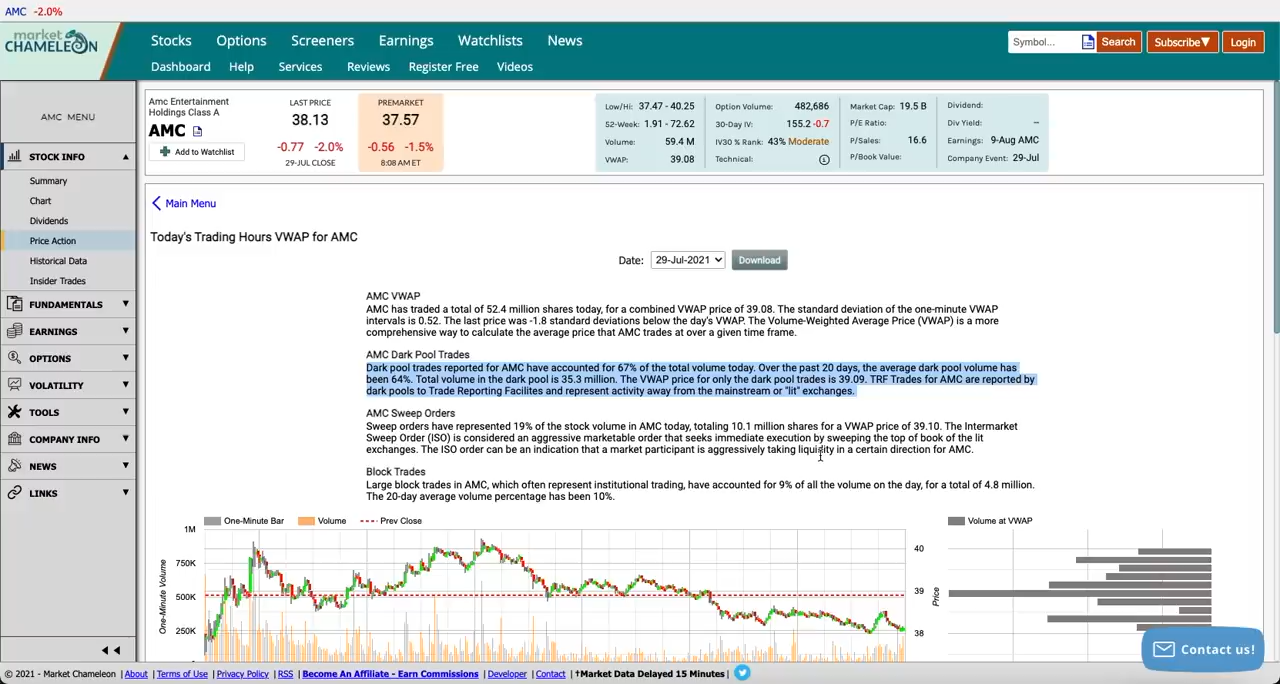 AMC -2.0%
market
CHAMELEON
Stocks Options Screeners Earnings Watchlists News
Dashboard Help Services Reviews Register Free Videos
Symbol... Search Subscribe▼ Login
AMC MENU
STOCK INFO ▲
Summary
Chart
Dividends
Price Action
Historical Data
Insider Trades
FUNDAMENTALS ▼
EARNINGS ▼
OPTIONS ▼
VOLATILITY ▼
TOOLS ▼
COMPANY INFO ▼
NEWS ▼
LINKS ▼
Amc Entertainment
Holdings Class A
AMC
Add to Watchlist
LAST PRICE
38.13
-0.77 -2.0%
29-JUL CLOSE
PREMARKET
37.57
-0.56 -1.5%
8:08 AM ET
Low/Hi: 37.47 - 40.25
52-Week: 1.91 - 72.62
Volume: 59.4 M
VWAP: 39.08
Option Volume: 482,686
30-Day IV: 155.2 -0.7
IV30 % Rank: 43% Moderate
Technical:
Market Cap: 19.5 B
P/E Ratio:
P/Sales: 16.6
P/Book Value:
Dividend:
Div Yield: --
Earnings: 9-Aug AMC
Company Event: 29-Jul
Main Menu
Today's Trading Hours VWAP for AMC
Date: 29-Jul-2021 Download
AMC VWAP
AMC has traded a total of 52.4 million shares today, for a combined VWAP price of 39.08. The standard deviation of the one-minute VWAP
intervals is 0.52. The last price was -1.8 standard deviations below the day's VWAP. The Volume-Weighted Average Price (VWAP) is a more
comprehensive way to calculate the average price that AMC trades at over a given time frame.
AMC Dark Pool Trades
Dark pool trades reported for AMC have accounted for 67% of the total volume today. Over the past 20 days, the average dark pool volume has
been 64%. Total volume in the dark pool is 35.3 million. The VWAP price for only the dark pool trades is 39.09. TRF Trades for AMC are reported by
dark pools to Trade Reporting Facilites and represent activity away from the mainstream or "lit" exchanges.
AMC Sweep Orders
Sweep orders have represented 19% of the stock volume in AMC today, totaling 10.1 million shares for a VWAP price of 39.10. The Intermarket
Sweep Order (ISO) is considered an aggressive marketable order that seeks immediate execution by sweeping the top of book of the lit
exchanges. The ISO order can be an indication that a market participant is aggressively taking liquidity in a certain direction for AMC.
Block Trades
Large block trades in AMC, which often represent institutional trading, have accounted for 9% of all the volume on the day, for a total of 4.8 million.
The 20-day average volume percentage has been 10%.
One-Minute Bar Volume Prev Close
1M
750K
500K
250K
One-Minute Volume
40
39
38
Price
Volume at VWAP
Contact us!
© 2021 - Market Chameleon | About | Terms of Use | Privacy Policy | RSS | Become An Affiliate - Earn Commissions | Developer | Contact | †Market Data Delayed 15 Minutes |